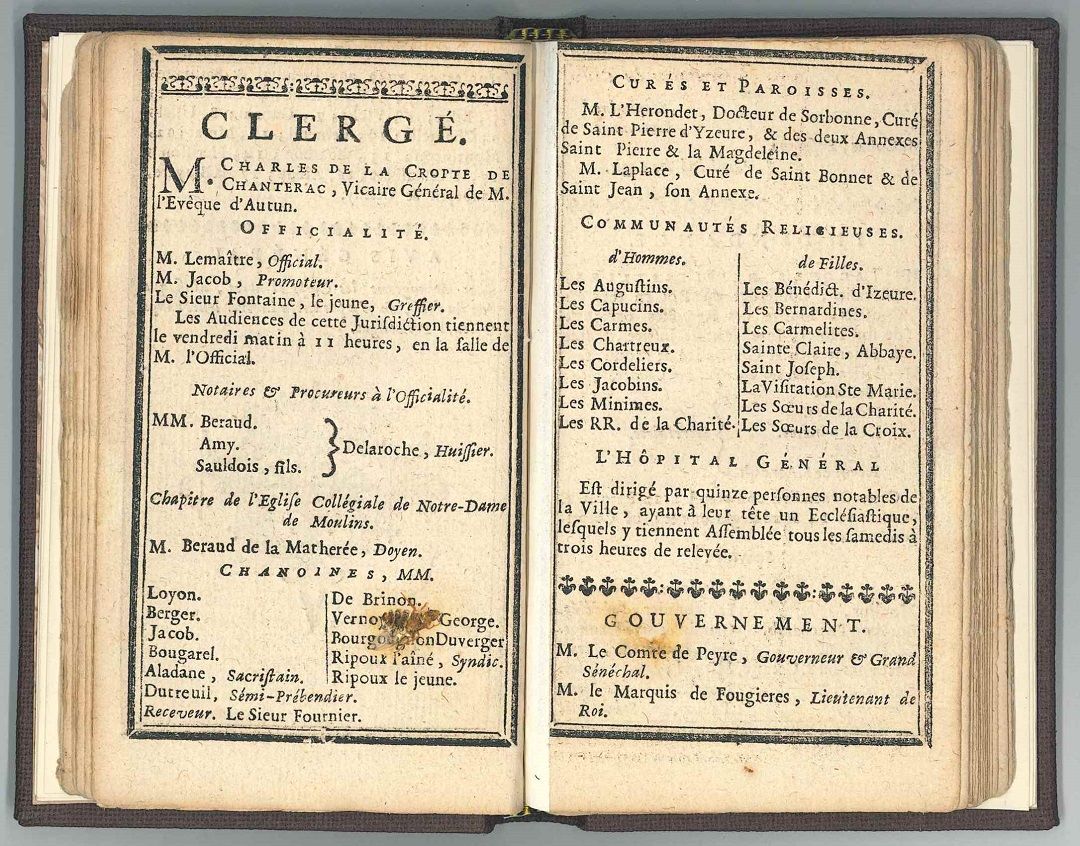 CLERGÉ.
M. CHARLES DE LA CROPTE DE
CHANTERAC, Vicaire Général de M.
l'Evêque d'Autun.
OFFICIALITÉ.
M. Lemaître, Official.
M. Jacob, Promoteur.
Le Sieur Fontaine, le jeune, Greffier.
Les Audiences de cette Juriſdiction tiennent
le vendredi matin à 11 heures, en la ſalle de
M. l'Official.
Notaires & Procureurs à l'Officialité.
MM. Beraud.
Amy.
Sauldois, fils.
} Delaroche, Huiſſier.
Chapitre de l'Egliſe Collégiale de Notre-Dame
de Moulins.
M. Beraud de la Matherée, Doyen.
CHANOINES, MM.
Loyon.
Berger.
Jacob.
Bougarel.
Aladane, Sacriſtain.
Dutreuil, Sémi-Prébendier.
Receveur. Le Sieur Fournier.
De Brinon.
George.
Duverger
Ripoux l'aîné, Syndic.
Ripoux le jeune.
CURÉS ET PAROISSES.
M. L'Herondet, Docteur de Sorbonne, Curé
de Saint Pierre d'Yzeure, & des deux Annexes
Saint Pierre & la Magdeleine.
M. Laplace, Curé de Saint Bonnet & de
Saint Jean, ſon Annexe.
COMMUNAUTÉS RELIGIEUSES.
d'Hommes.
Les Auguſtins.
Les Capucins.
Les Carmes.
Les Chartreux.
Les Cordeliers.
Les Jacobins.
Les Minimes.
Les RR. de la Charité.
de Filles.
Les Bénédict. d'Izeure.
Les Bernardines.
Les Carmelites.
Sainte Claire, Abbaye.
Saint Joſeph.
La Viſitation Ste Marie.
Les Sœurs de la Charité.
Les Sœurs de la Croix.
L'HÔPITAL GÉNÉRAL
Eſt dirigé par quinze perſonnes notables de
la Ville, ayant à leur tête un Eccléſiaſtique,
leſquels y tiennent Aſſemblée tous les ſamedis à
trois heures de relevée.
GOUVERNEMENT.
M. Le Comte de Peyre, Gouverneur & Grand
Sénéchal.
M. le Marquis de Fougieres, Lieutenant de
Roi.